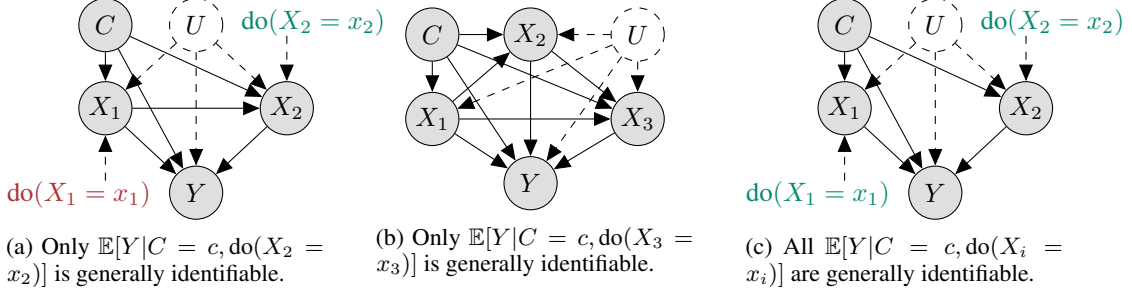 C
U
do(X₂ = x₂)
X₁
X₂
do(X₁ = x₁)
Y
(a) Only 𝔼[Y|C = c, do(X₂ =
x₂)] is generally identifiable.
C
X₂
U
X₁
X₃
Y
(b) Only 𝔼[Y|C = c, do(X₃ =
x₃)] is generally identifiable.
C
U
do(X₂ = x₂)
X₁
X₂
do(X₁ = x₁)
Y
(c) All 𝔼[Y|C = c, do(Xᵢ =
xᵢ)] are generally identifiable.